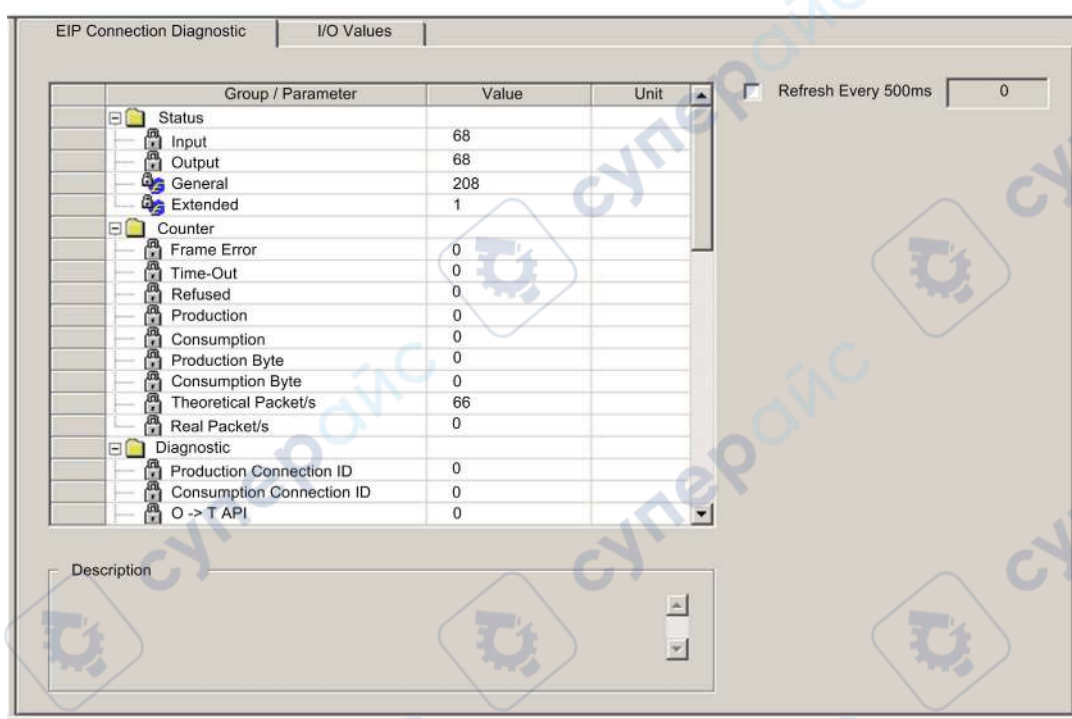 EIP Connection Diagnostic I/O Values
Group / Parameter Value Unit Refresh Every 500ms 0
Status
Input 68
Output 68
General 208
Extended 1
Counter
Frame Error 0
Time-Out 0
Refused 0
Production 0
Consumption 0
Production Byte 0
Consumption Byte 0
Theoretical Packet/s 66
Real Packet/s 0
Diagnostic
Production Connection ID 0
Consumption Connection ID 0
O -> T API 0
Description
суперайс
суперайс